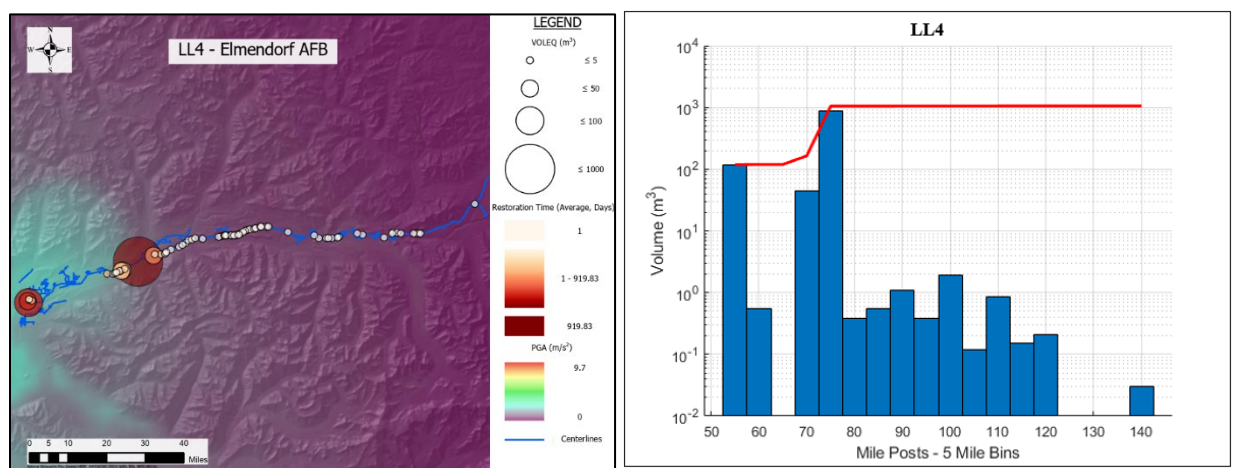 N
W E
S
LL4 - Elmendorf AFB
LEGEND
VOLEQ (m³)
≤ 5
≤ 50
≤ 100
≤ 1000
Restoration Time (Average, Days)
1
1 - 919.83
919.83
PGA (m/s²)
9.7
0
Centerlines
0 5 10 20 30 40
Miles
LL4
10⁴
10³
10²
10¹
10⁰
10⁻¹
10⁻²
Volume (m³)
50 60 70 80 90 100 110 120 130 140
Mile Posts - 5 Mile Bins